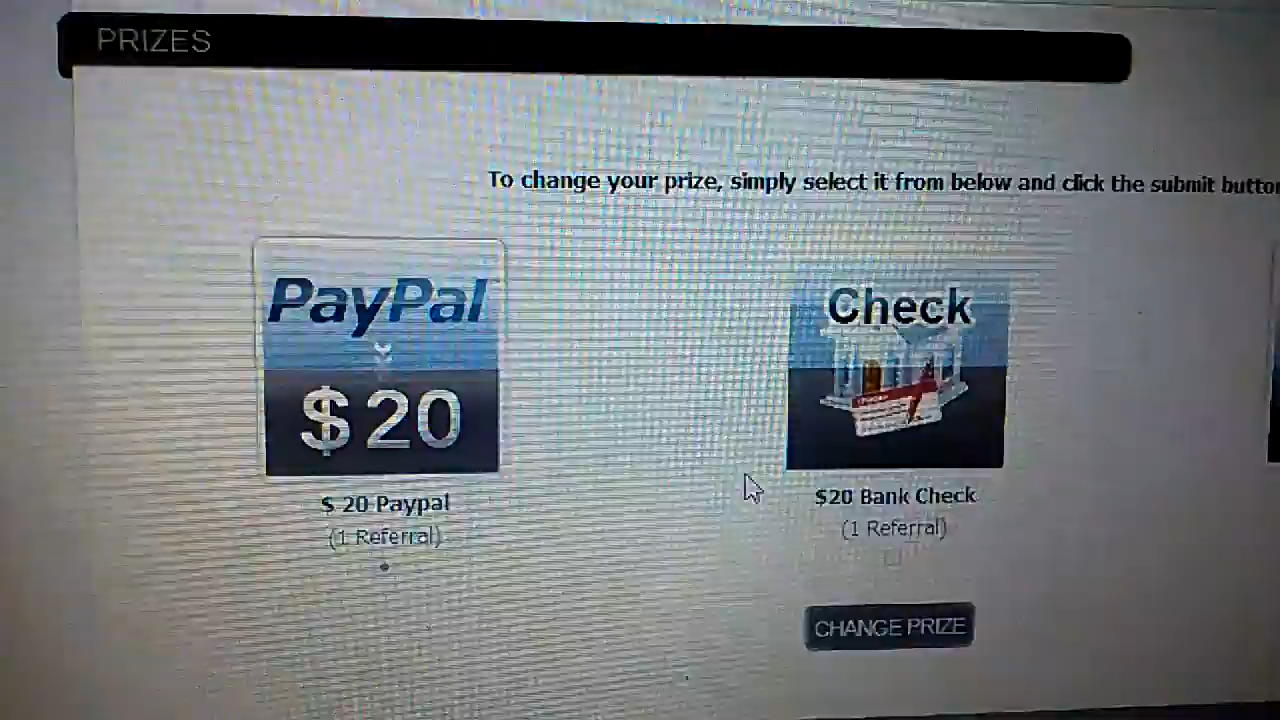 PRIZES
To change your prize, simply select it from below and click the submit button
PayPal
$20
$ 20 Paypal
(1 Referral)
Check
$20 Bank Check
(1 Referral)
CHANGE PRIZE